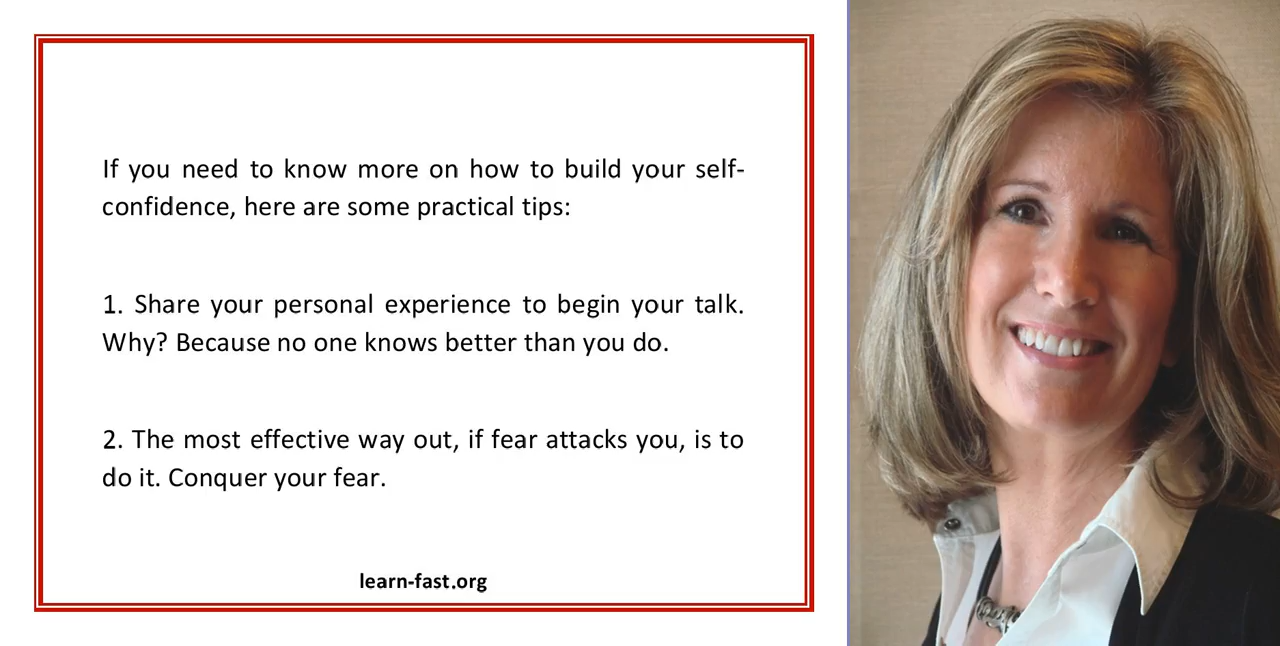 If you need to know more on how to build your self-
confidence, here are some practical tips:
1. Share your personal experience to begin your talk.
Why? Because no one knows better than you do.
2. The most effective way out, if fear attacks you, is to
do it. Conquer your fear.
learn-fast.org